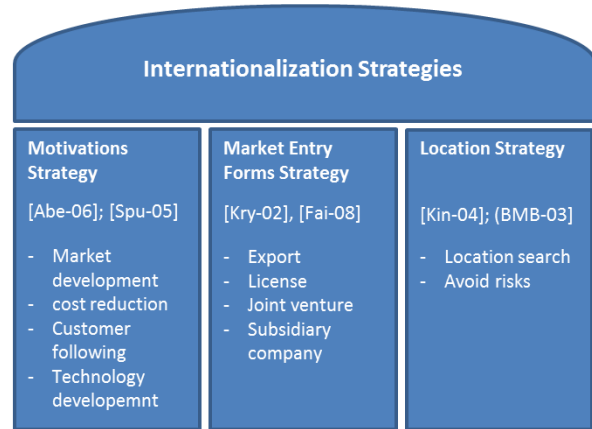 Internationalization Strategies
Motivations
Strategy
[Abe-06]; [Spu-05]
- Market
development
- cost reduction
- Customer
following
- Technology
developemnt
Market Entry
Forms Strategy
[Kry-02], [Fai-08]
- Export
- License
- Joint venture
- Subsidiary
company
Location Strategy
[Kin-04]; (BMB-03]
- Location search
- Avoid risks